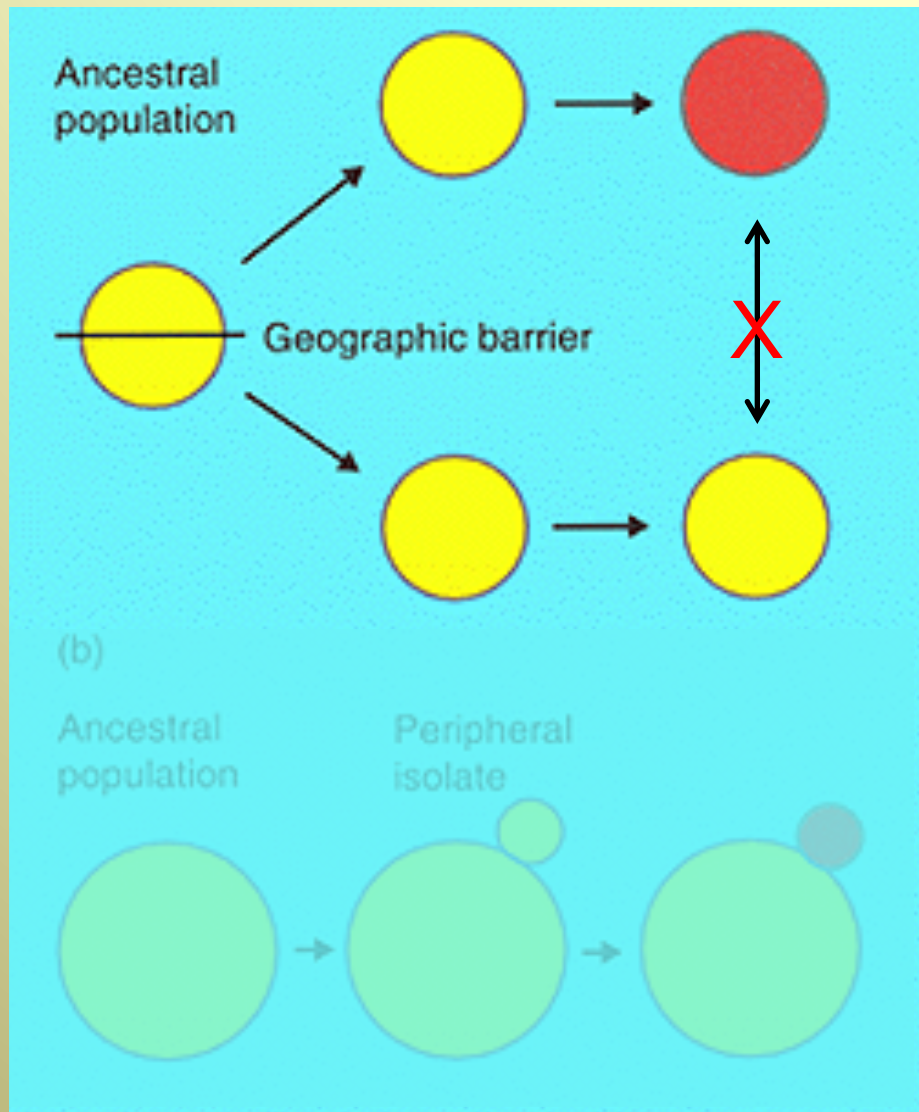 Ancestral
population
Geographic barrier
X
(b)
Ancestral
population
Peripheral
isolate